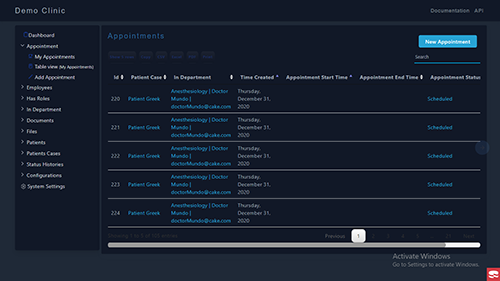 Demo Clinic
Documentation API
Dashboard
Appointment
My Appointments
Table view (My Appointments)
Add Appointment
Employees
Has Roles
In Department
Documents
Files
Patients
Patients Cases
Status Histories
Configurations
System Settings
Appointments
New Appointment
Search
Id Patient Case In Department Time Created Appointment Start Time Appointment End Time Appointment Status
220 Patient Greek Anesthesiology | Doctor Mundo | doctorMundo@cake.com Thursday, December 31, 2020 Scheduled
221 Patient Greek Anesthesiology | Doctor Mundo | doctorMundo@cake.com Thursday, December 31, 2020 Scheduled
222 Patient Greek Anesthesiology | Doctor Mundo | doctorMundo@cake.com Thursday, December 31, 2020 Scheduled
223 Patient Greek Anesthesiology | Doctor Mundo | doctorMundo@cake.com Thursday, December 31, 2020 Scheduled
224 Patient Greek Anesthesiology | Doctor Mundo | doctorMundo@cake.com Thursday, December 31, 2020 Scheduled
Previous 1
Activate Windows
Go to Settings to activate Windows.